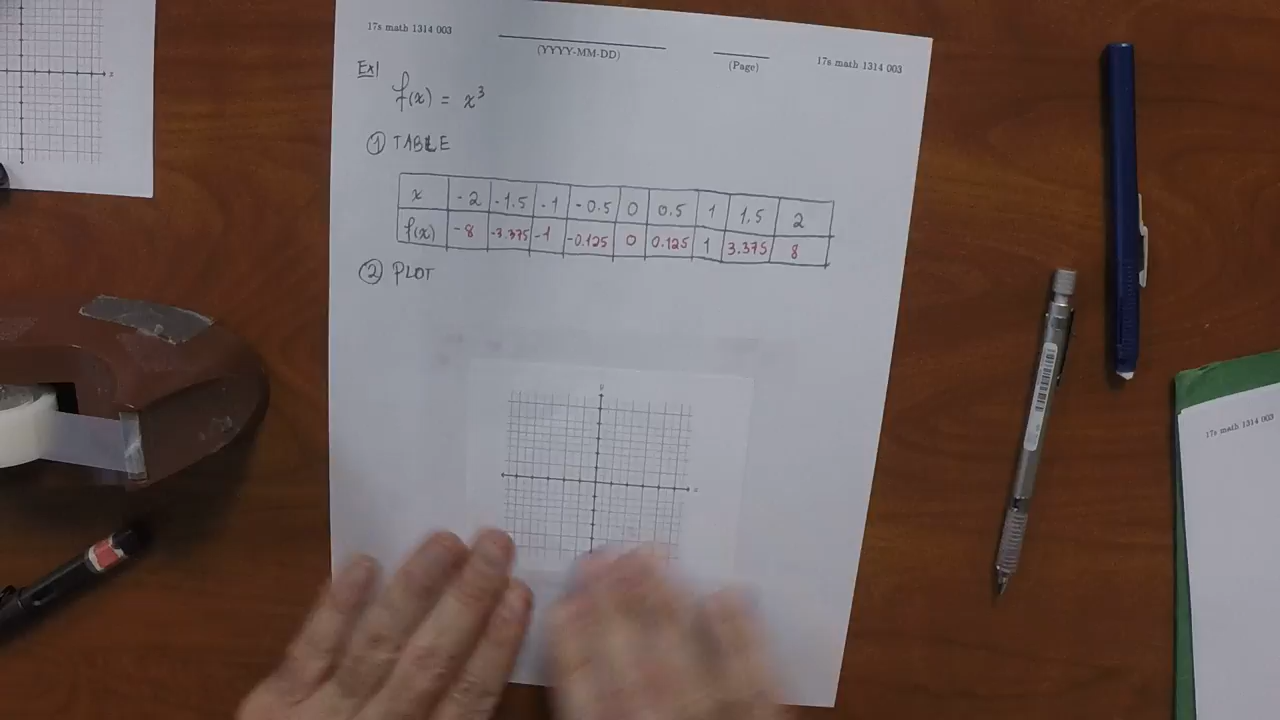 17s math 1314 003 (YYYY-MM-DD) (Page) 17s math 1314 003
Ex1
f(x) = x³
① TABLE
x -2 -1.5 -1 -0.5 0 0.5 1 1.5 2
f(x) -8 -3.375 -1 -0.125 0 0.125 1 3.375 8
② PLOT
y
x
x
17s math 1314 003